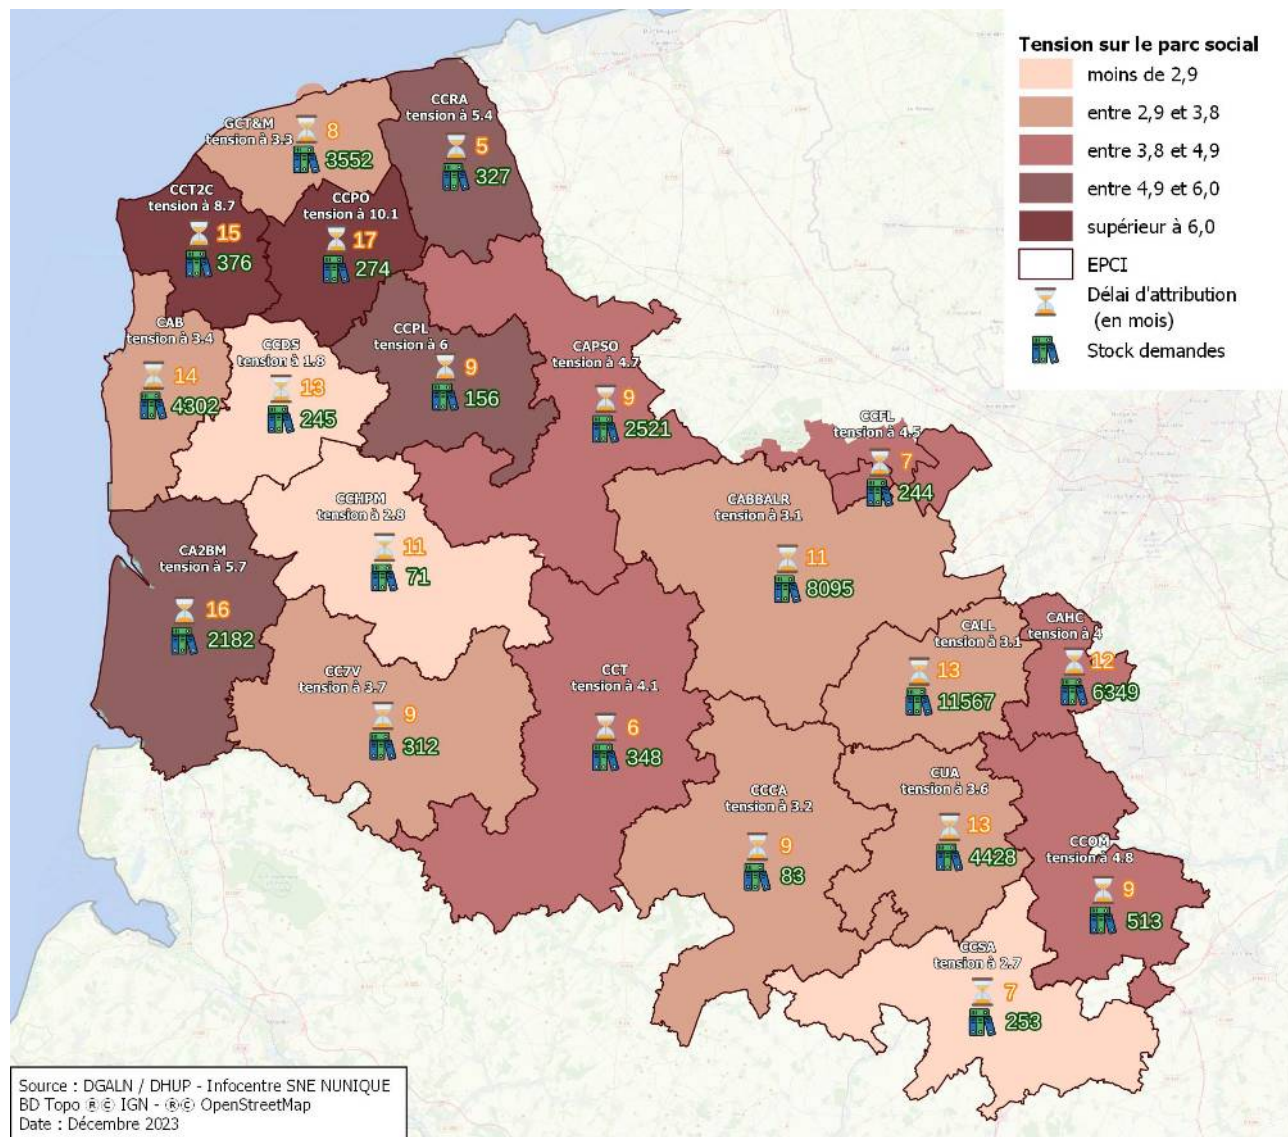 Tension sur le parc social
moins de 2,9
entre 2,9 et 3,8
entre 3,8 et 4,9
entre 4,9 et 6,0
supérieur à 6,0
EPCI
Délai d'attribution
(en mois)
Stock demandes
GCT&M
tension à 3.3
8
3552
CCRA
tension à 5.4
5
327
CCT2C
tension à 8.7
15
376
CCPO
tension à 10.1
17
274
CAB
tension à 3.4
14
4302
CCDS
tension à 1.8
13
245
CCPL
tension à 6
9
156
CAPSO
tension à 4.7
9
2521
CCFL
tension à 4.5
7
244
CCHPM
tension à 2.8
11
71
CABBALR
tension à 3.1
11
8095
CA2BM
tension à 5.7
16
2182
CALL
tension à 3.1
13
11567
CAHC
tension à 4
12
6349
CC7V
tension à 3.7
9
312
CCT
tension à 4.1
6
348
CCCA
tension à 3.2
9
83
CUA
tension à 3.6
13
4428
CCOM
tension à 4.8
9
513
CCSA
tension à 2.7
7
253
Source : DGALN / DHUP - Infocentre SNE NUNIQUE
BD Topo ®© IGN - ®© OpenStreetMap
Date : Décembre 2023